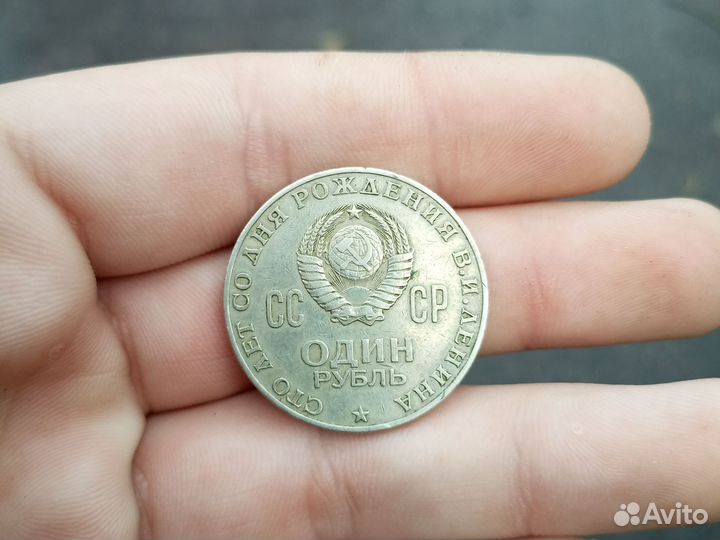 СТО ЛЕТ СО ДНЯ РОЖДЕНИЯ В.И.ЛЕНИНА
СС СР
ОДИН
РУБЛЬ
Avito